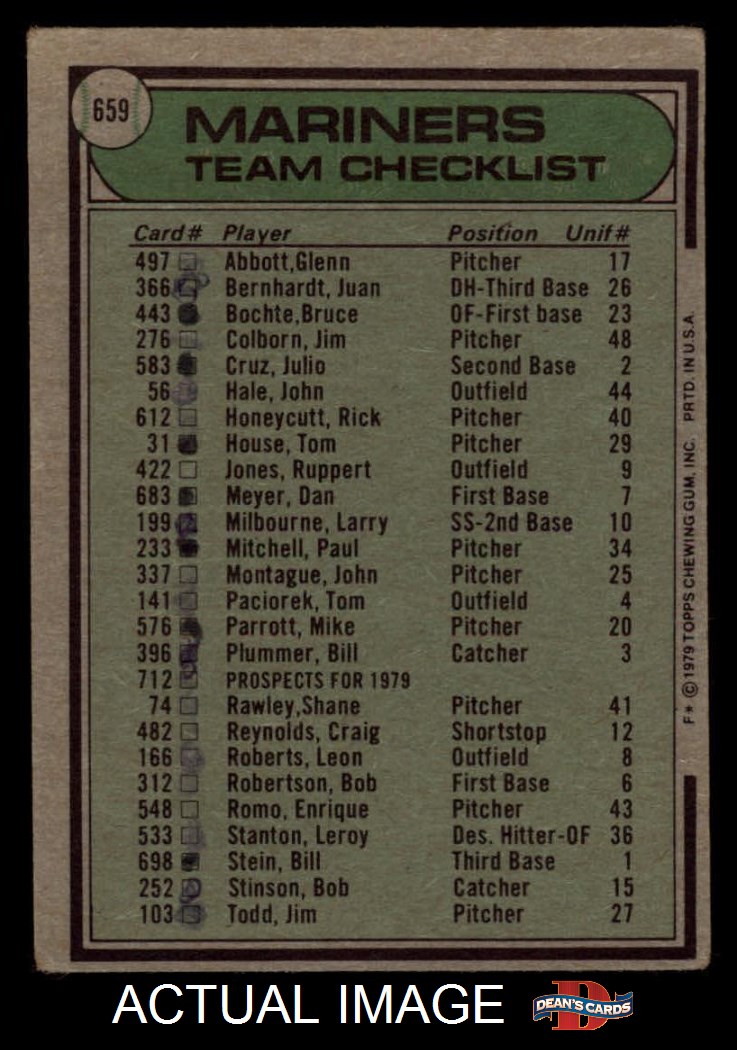 659
MARINERS
TEAM CHECKLIST
Card# Player Position Unif#
497 Abbott,Glenn Pitcher 17
366 Bernhardt, Juan DH-Third Base 26
443 Bochte,Bruce OF-First base 23
276 Colborn, Jim Pitcher 48
583 Cruz, Julio Second Base 2
56 Hale, John Outfield 44
612 Honeycutt, Rick Pitcher 40
31 House, Tom Pitcher 29
422 Jones, Ruppert Outfield 9
683 Meyer, Dan First Base 7
199 Milbourne, Larry SS-2nd Base 10
233 Mitchell, Paul Pitcher 34
337 Montague, John Pitcher 25
141 Paciorek, Tom Outfield 4
576 Parrott, Mike Pitcher 20
396 Plummer, Bill Catcher 3
712 PROSPECTS FOR 1979
74 Rawley,Shane Pitcher 41
482 Reynolds, Craig Shortstop 12
166 Roberts, Leon Outfield 8
312 Robertson, Bob First Base 6
548 Romo, Enrique Pitcher 43
533 Stanton, Leroy Des. Hitter-OF 36
698 Stein, Bill Third Base 1
252 Stinson, Bob Catcher 15
103 Todd, Jim Pitcher 27
F* © 1979 TOPPS CHEWING GUM, INC. PRTD. IN U.S.A.
ACTUAL IMAGE
D
DEAN'S CARDS